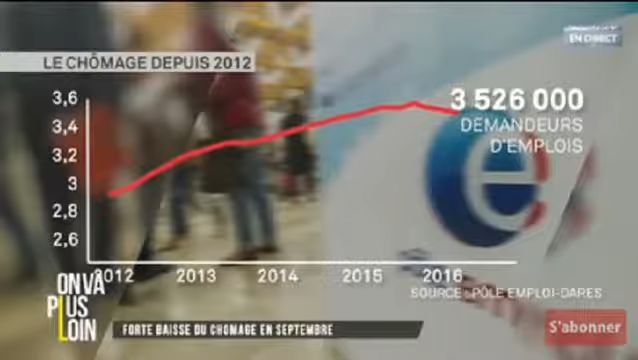 EN DIRECT
LE CHÔMAGE DEPUIS 2012
3,6
3,4
3,2
3
2,8
2,6
3 526 000
DEMANDEURS
D'EMPLOIS
2012 2013 2014 2015 2016
SOURCE : PÔLE EMPLOI-DARES
ON VA
PLUS
LOIN
FORTE BAISSE DU CHOMAGE EN SEPTEMBRE
S'abonner